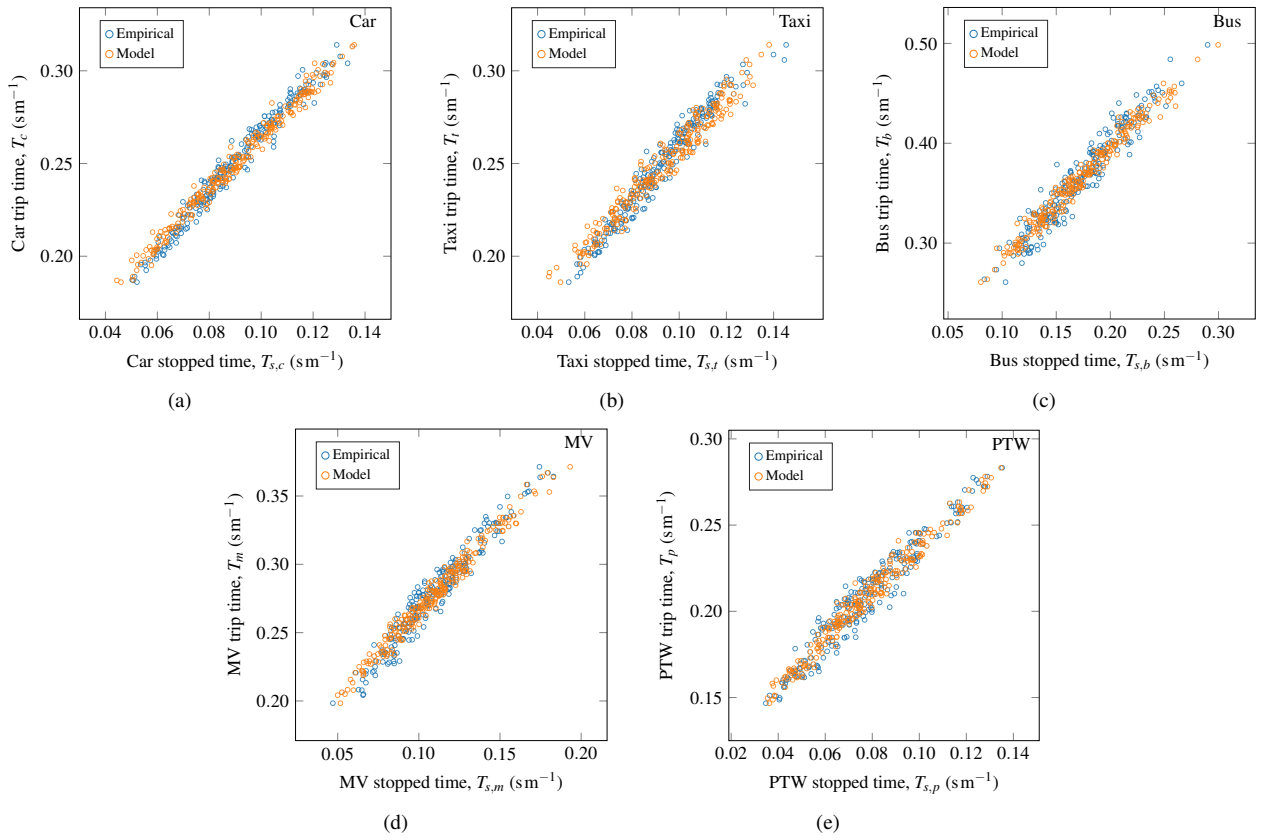 Car
Empirical
Model
0.30
0.20
Car trip time, T_c (s m⁻¹)
0.04 0.06 0.08 0.10 0.12 0.14
Car stopped time, T_{s,c} (s m⁻¹)
(a)
Taxi
Empirical
Model
0.30
0.25
0.20
Taxi trip time, T_t (s m⁻¹)
0.04 0.06 0.08 0.10 0.12 0.14 0.16
Taxi stopped time, T_{s,t} (s m⁻¹)
(b)
Bus
Empirical
Model
0.50
0.40
0.30
Bus trip time, T_b (s m⁻¹)
0.05 0.10 0.15 0.20 0.25 0.30
Bus stopped time, T_{s,b} (s m⁻¹)
(c)
MV
Empirical
Model
0.35
0.30
0.25
0.20
MV trip time, T_m (s m⁻¹)
0.05 0.10 0.15 0.20
MV stopped time, T_{s,m} (s m⁻¹)
(d)
PTW
Empirical
Model
0.30
0.25
0.20
0.15
PTW trip time, T_p (s m⁻¹)
0.02 0.04 0.06 0.08 0.10 0.12 0.14
PTW stopped time, T_{s,p} (s m⁻¹)
(e)